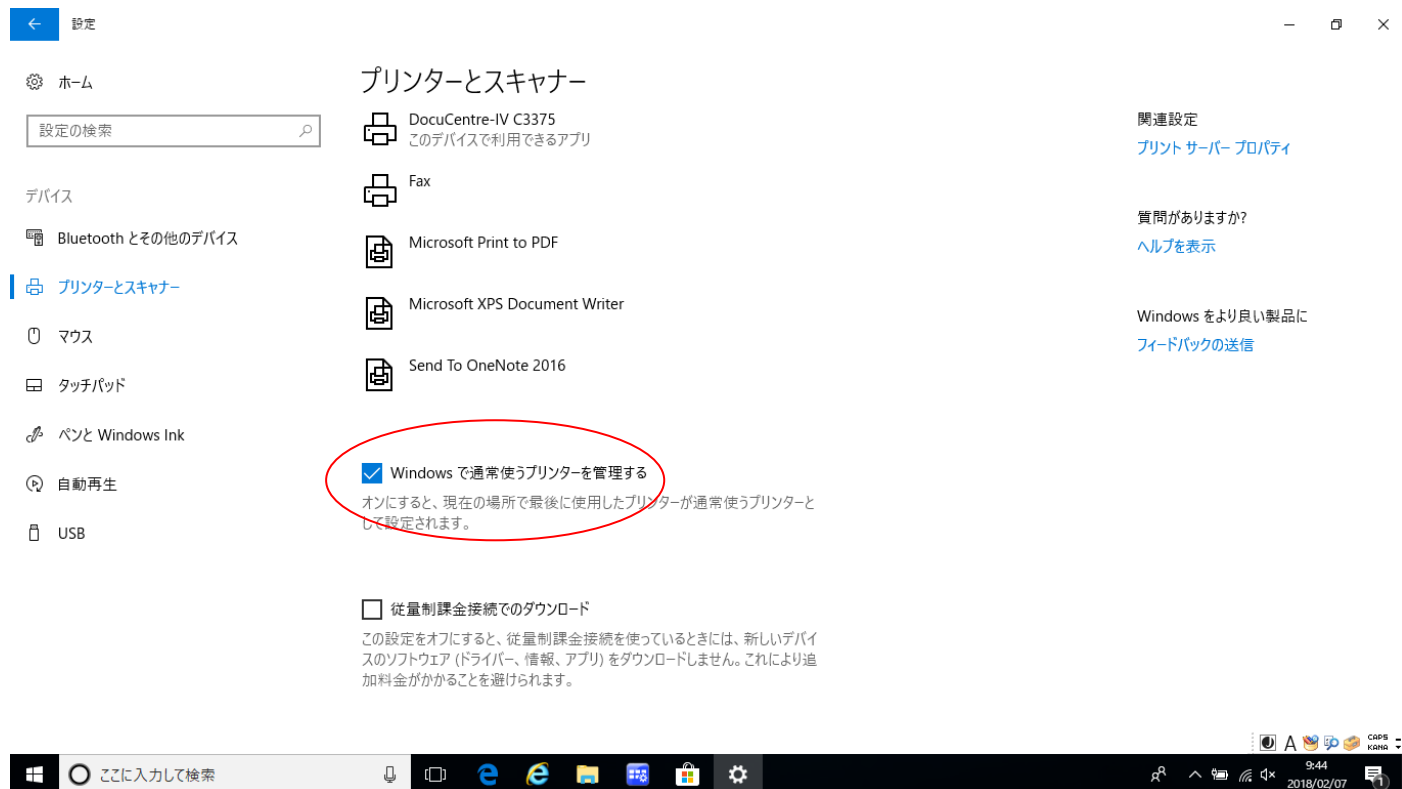 設定
ホーム
設定の検索
デバイス
Bluetooth とその他のデバイス
プリンターとスキャナー
マウス
タッチパッド
ペンと Windows Ink
自動再生
USB
プリンターとスキャナー
DocuCentre-IV C3375
このデバイスで利用できるアプリ
Fax
Microsoft Print to PDF
Microsoft XPS Document Writer
Send To OneNote 2016
Windows で通常使うプリンターを管理する
オンにすると、現在の場所で最後に使用したプリンターが通常使うプリンターと
して設定されます。
従量制課金接続でのダウンロード
この設定をオフにすると、従量制課金接続を使っているときには、新しいデバイ
スのソフトウェア (ドライバー、情報、アプリ) をダウンロードしません。これにより追
加料金がかかることを避けられます。
関連設定
プリント サーバー プロパティ
質問がありますか?
ヘルプを表示
Windows をより良い製品に
フィードバックの送信
A
CAPS
KANA
ここに入力して検索
9:44
2018/02/07
1